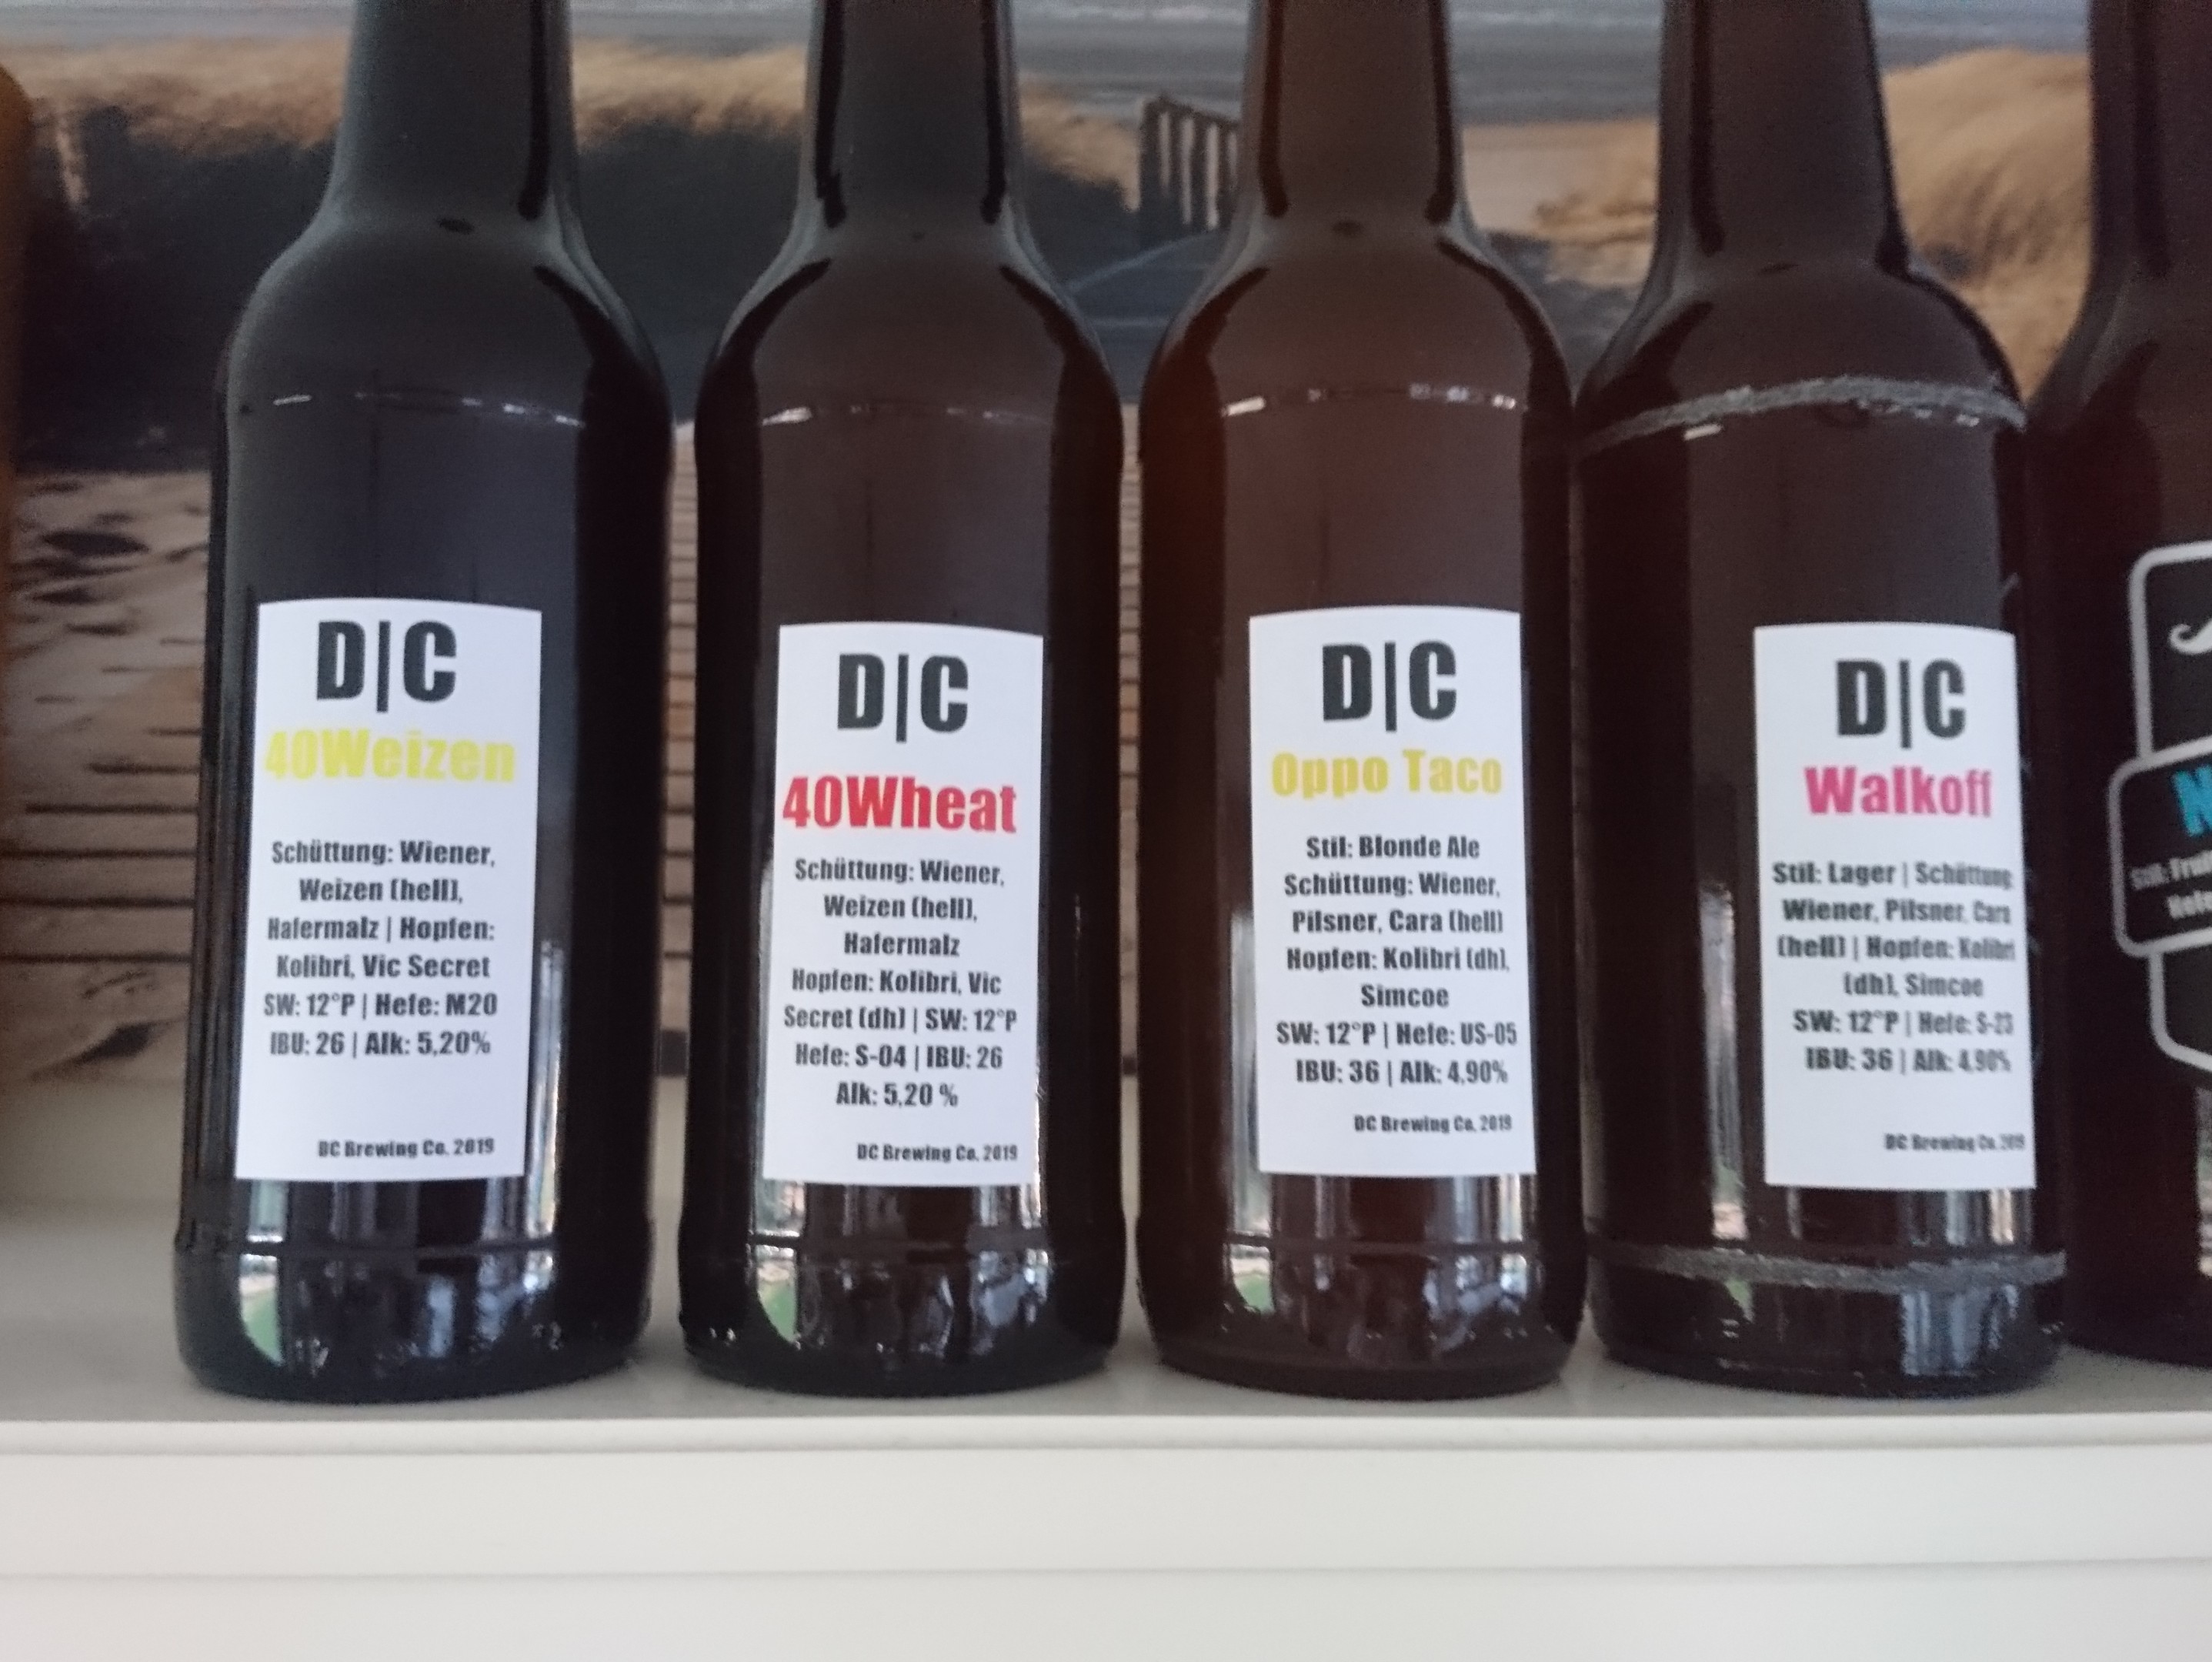 D|C
40Weizen
Schüttung: Wiener,
Weizen (hell),
Hafermalz | Hopfen:
Kolibri, Vic Secret
SW: 12°P | Hefe: M20
IBU: 26 | Alk: 5,20%
DC Brewing Co. 2019
D|C
40Wheat
Schüttung: Wiener,
Weizen (hell),
Hafermalz
Hopfen: Kolibri, Vic
Secret (dh) | SW: 12°P
Hefe: S-04 | IBU: 26
Alk: 5,20 %
DC Brewing Co. 2019
D|C
Oppo Taco
Stil: Blonde Ale
Schüttung: Wiener,
Pilsner, Cara (hell)
Hopfen: Kolibri (dh),
Simcoe
SW: 12°P | Hefe: US-05
IBU: 36 | Alk: 4,90%
DC Brewing Co. 2019
D|C
Walkoff
Stil: Lager | Schüttung
Wiener, Pilsner, Cara
(hell) | Hopfen: Kolibri
(dh), Simcoe
SW: 12°P | Hefe: S-23
IBU: 36 | Alk: 4,90%
DC Brewing Co. 2019
Stil: